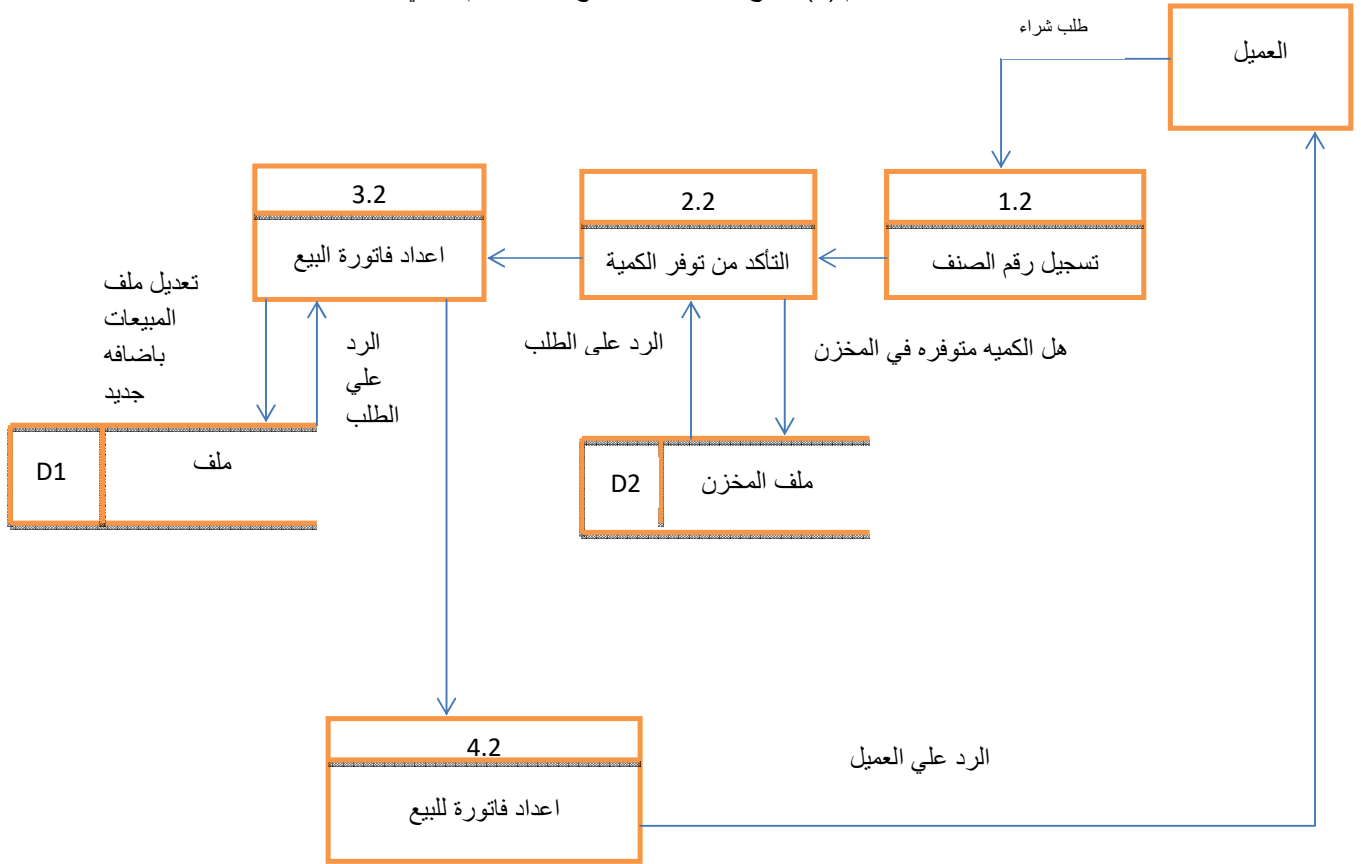 طلب شراء
العميل
1.2
تسجيل رقم الصنف
2.2
التأكد من توفر الكمية
3.2
اعداد فاتورة البيع
هل الكميه متوفره في المخزن
الرد على الطلب
الرد
علي
الطلب
تعديل ملف
المبيعات
باضافه
جديد
D2
ملف المخزن
D1
ملف
4.2
اعداد فاتورة للبيع
الرد علي العميل